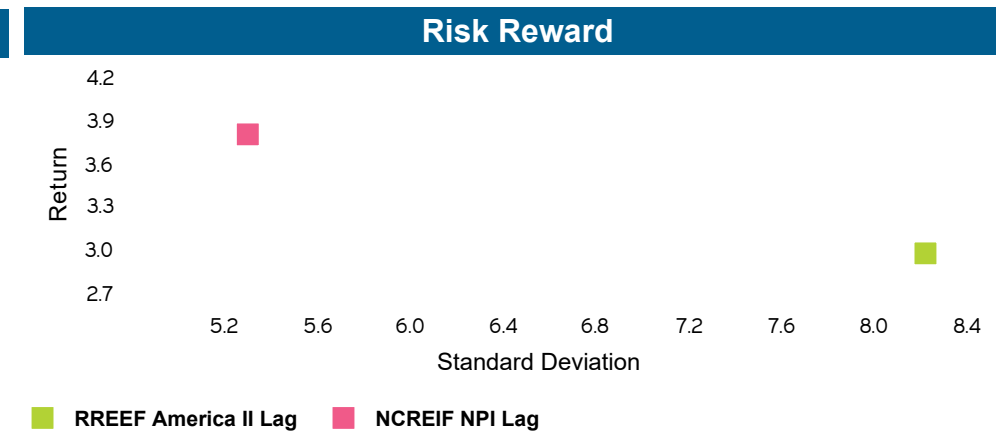 Risk Reward
4.2
3.9
3.6
3.3
3.0
2.7
Return
5.2 5.6 6.0 6.4 6.8 7.2 7.6 8.0 8.4
Standard Deviation
RREEF America II Lag NCREIF NPI Lag